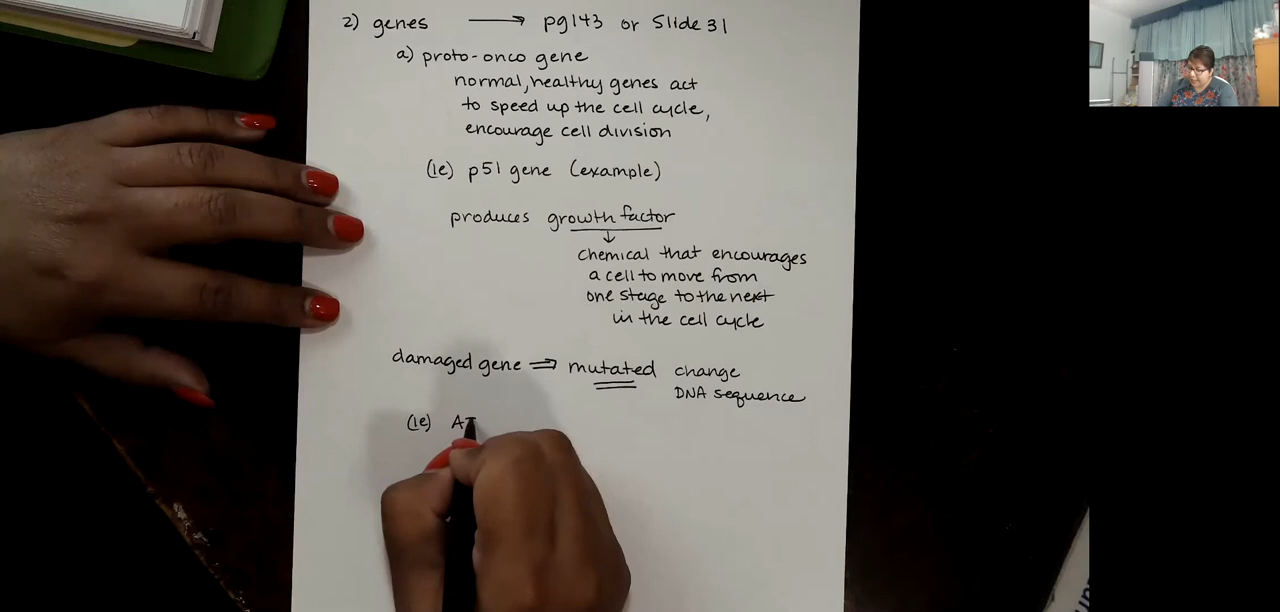 2) genes → pg143 or Slide 31
a) proto-onco gene
normal, healthy genes act
to speed up the cell cycle,
encourage cell division
(ie) p51 gene (example)
produces growth factor
↓
chemical that encourages
a cell to move from
one stage to the next
in the cell cycle
damaged gene ⇒ mutated change
DNA sequence
(ie) AT